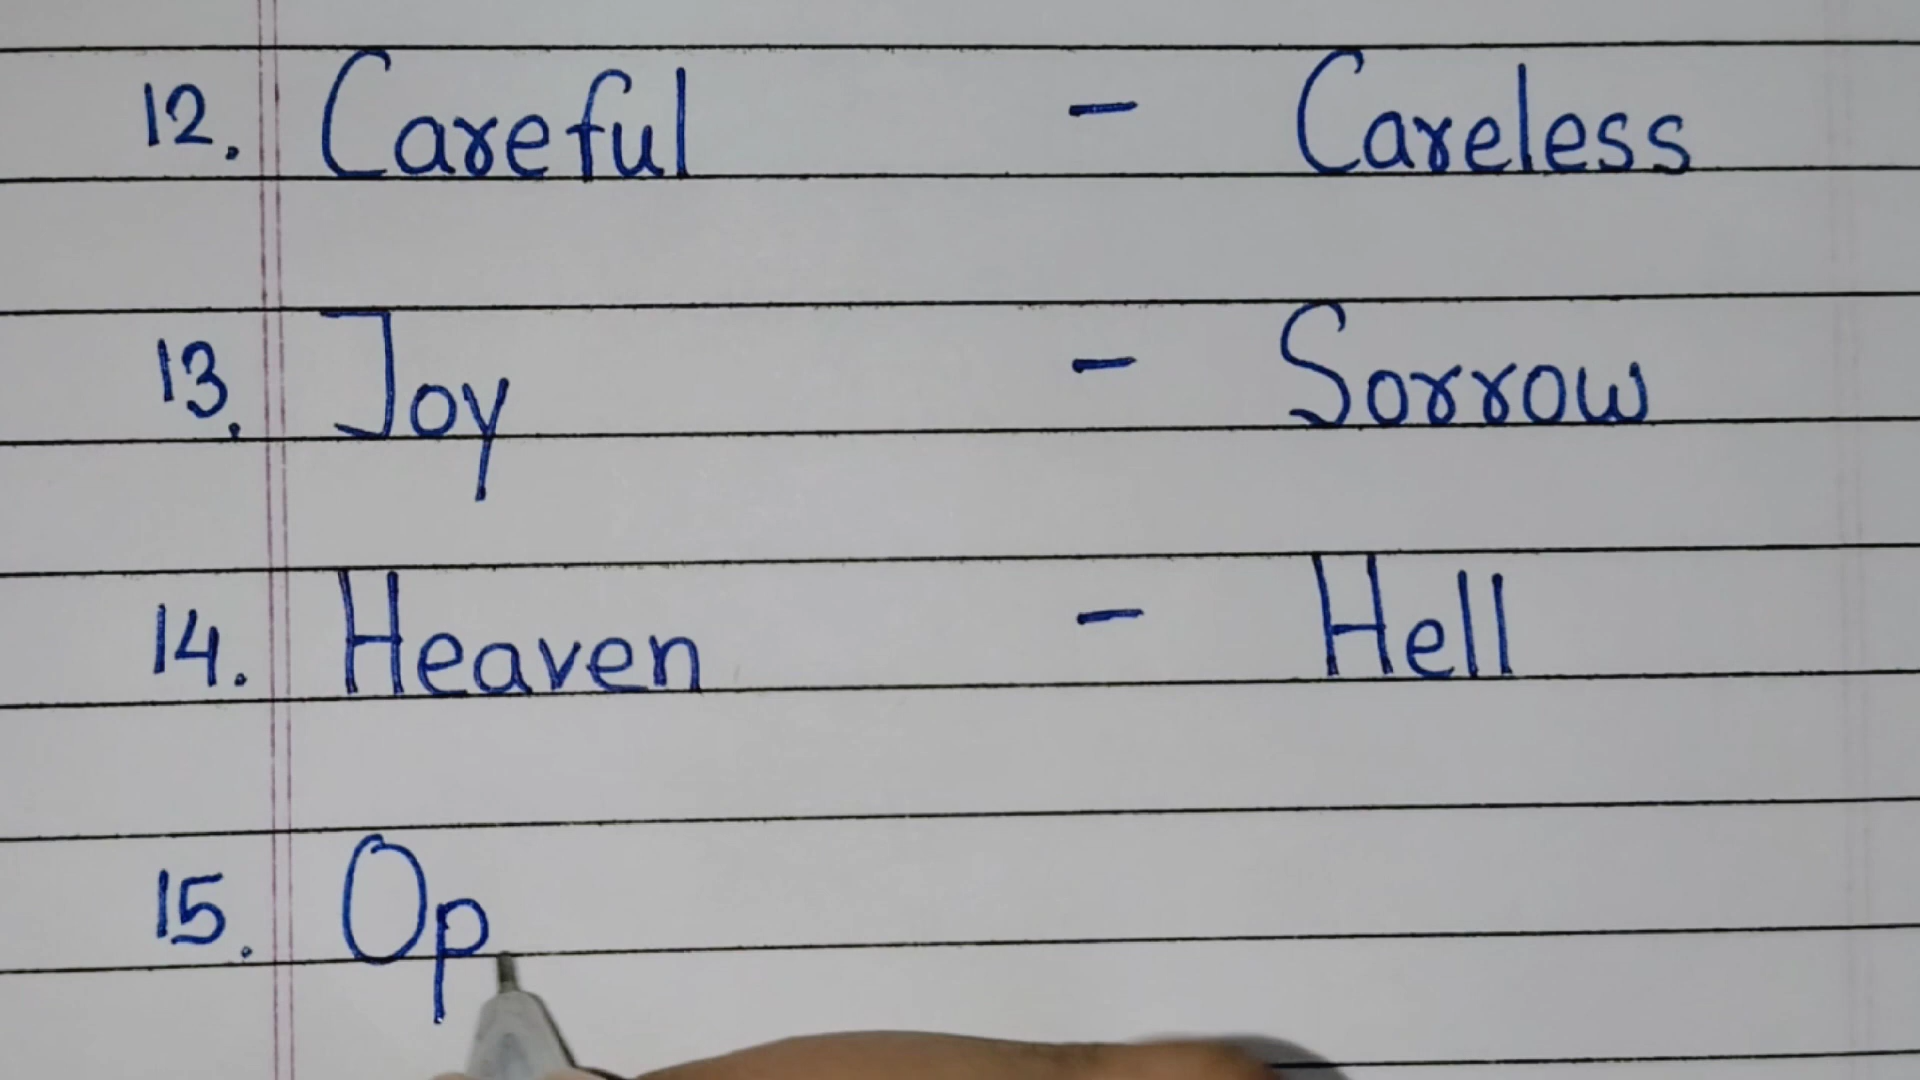 12. Careful - Careless
13. Joy - Sorrow
14. Heaven - Hell
15. Op